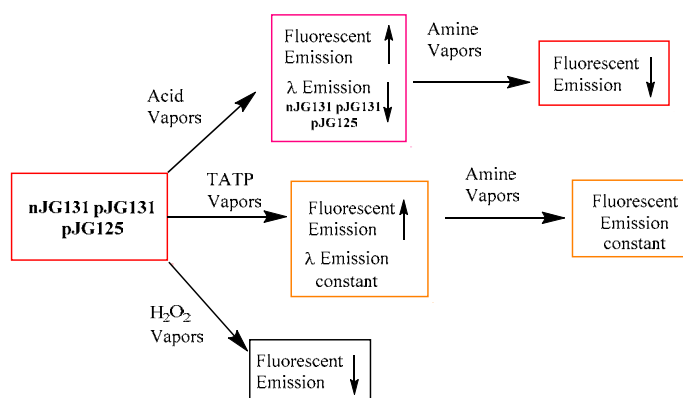 Fluorescent
Emission
λ Emission
nJG131 pJG131
pJG125
Amine
Vapors
Fluorescent
Emission
Acid
Vapors
nJG131 pJG131
pJG125
TATP
Vapors
Fluorescent
Emission
λ Emission
constant
Amine
Vapors
Fluorescent
Emission
constant
H₂O₂
Vapors
Fluorescent
Emission